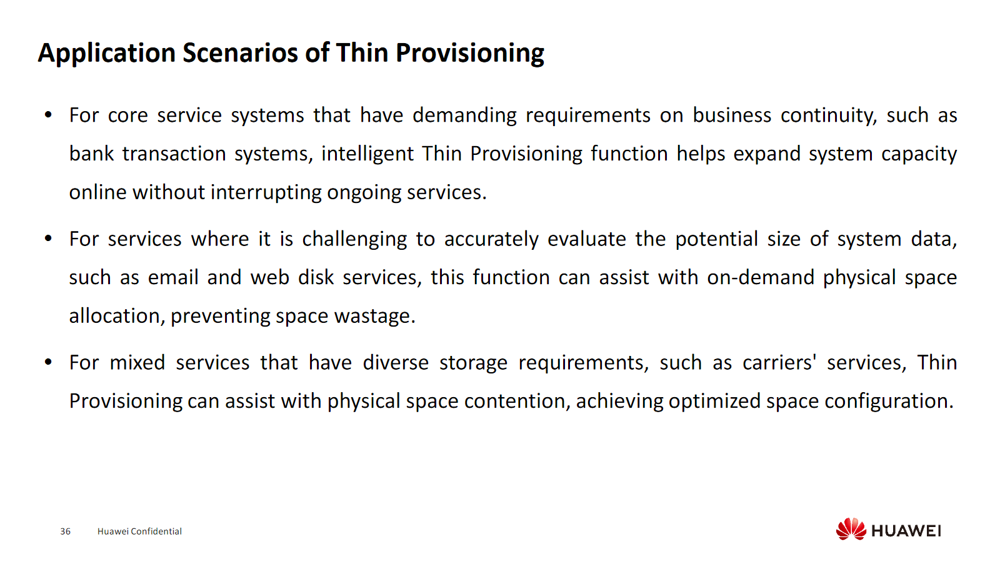 Application Scenarios of Thin Provisioning
• For core service systems that have demanding requirements on business continuity, such as
bank transaction systems, intelligent Thin Provisioning function helps expand system capacity
online without interrupting ongoing services.
• For services where it is challenging to accurately evaluate the potential size of system data,
such as email and web disk services, this function can assist with on-demand physical space
allocation, preventing space wastage.
• For mixed services that have diverse storage requirements, such as carriers' services, Thin
Provisioning can assist with physical space contention, achieving optimized space configuration.
36 Huawei Confidential
HUAWEI